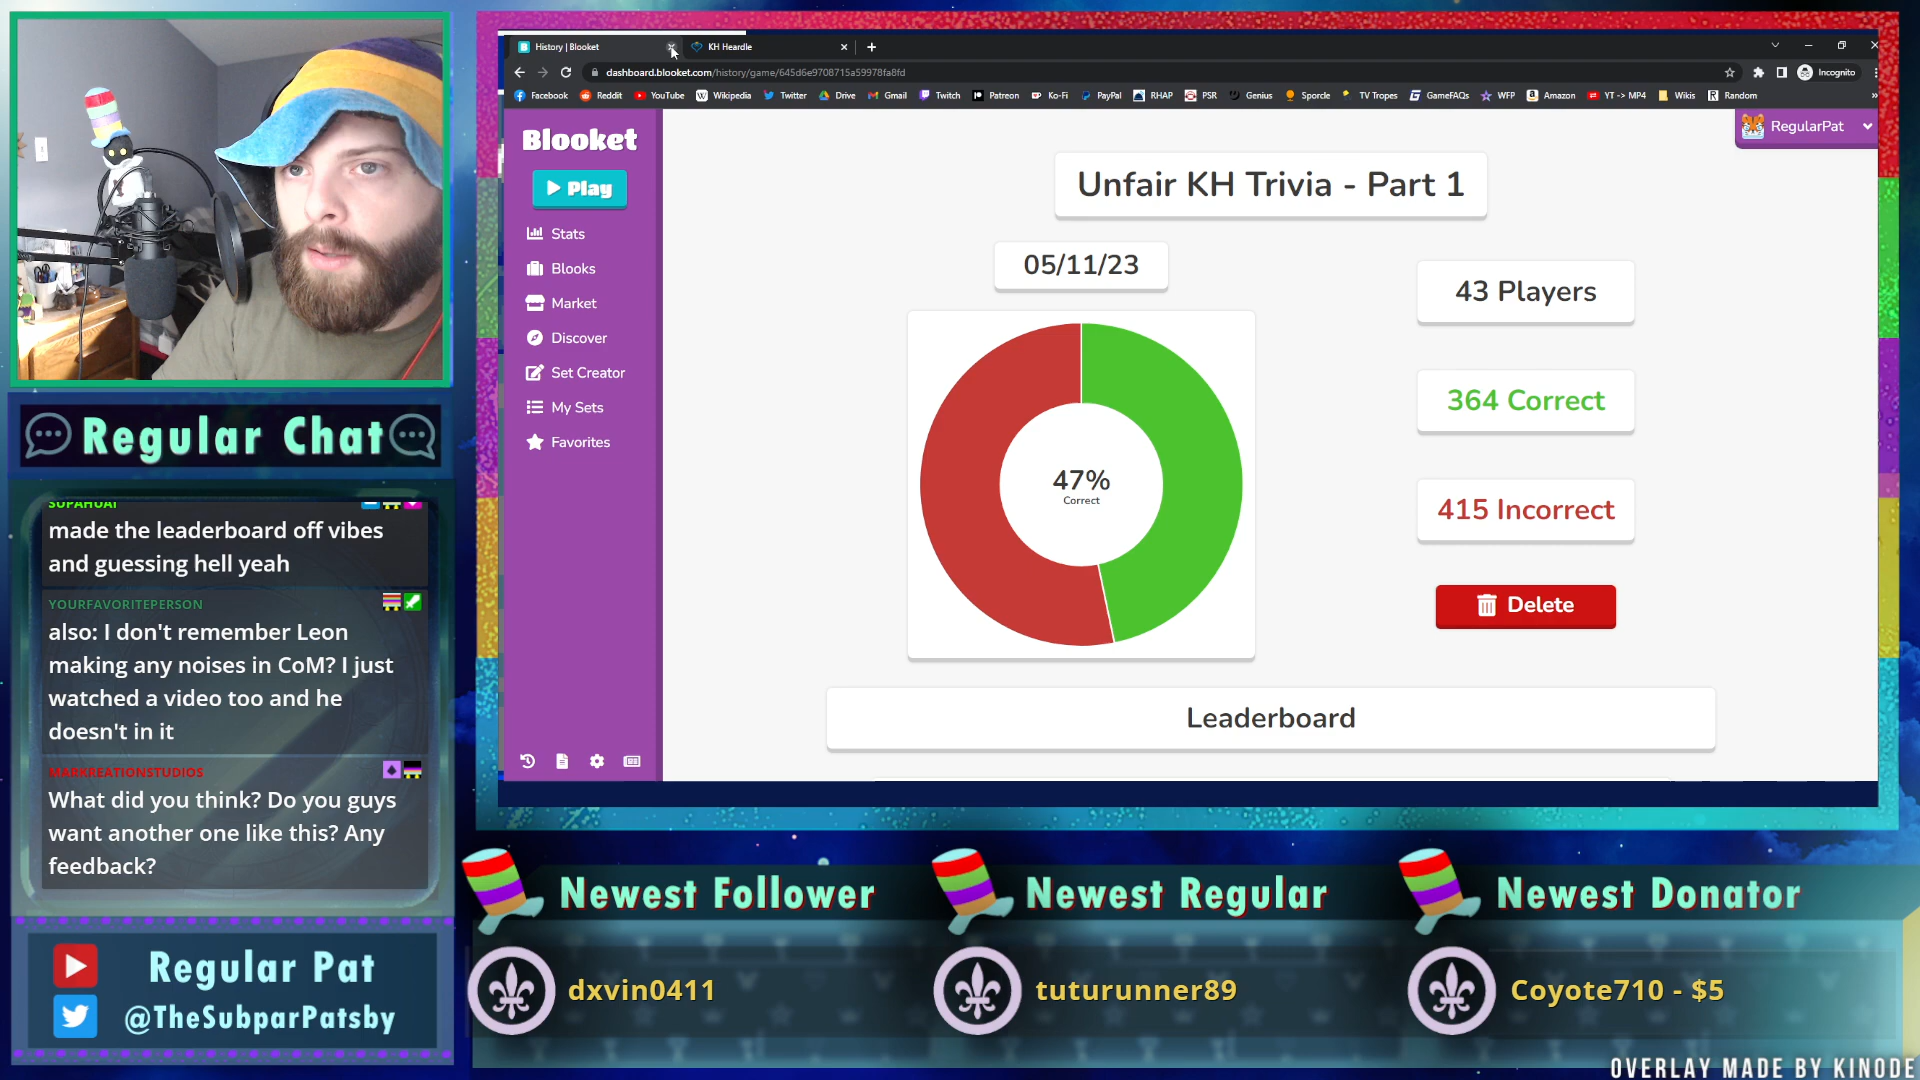 Regular Chat
SUPAHUAT
made the leaderboard off vibes
and guessing hell yeah
YOURFAVORITEPERSON
also: I don't remember Leon
making any noises in CoM? I just
watched a video too and he
doesn't in it
MARKREATIONSTUDIOS
What did you think? Do you guys
want another one like this? Any
feedback?
Regular Pat
@TheSubparPatsby
History | Blooket
KH Heardle
dashboard.blooket.com/history/game/645d6e9708715a59978fa8fd
Incognito
Facebook Reddit YouTube Wikipedia Twitter Drive Gmail Twitch Patreon Ko-Fi PayPal RHAP PSR Genius Sporcle TV Tropes GameFAQs WFP Amazon YT -> MP4 Wikis Random
Blooket
Play
Stats
Blooks
Market
Discover
Set Creator
My Sets
Favorites
RegularPat
Unfair KH Trivia - Part 1
05/11/23
47%
Correct
43 Players
364 Correct
415 Incorrect
Delete
Leaderboard
Newest Follower
dxvin0411
Newest Regular
tuturunner89
Newest Donator
Coyote710 - $5
OVERLAY MADE BY KINODE